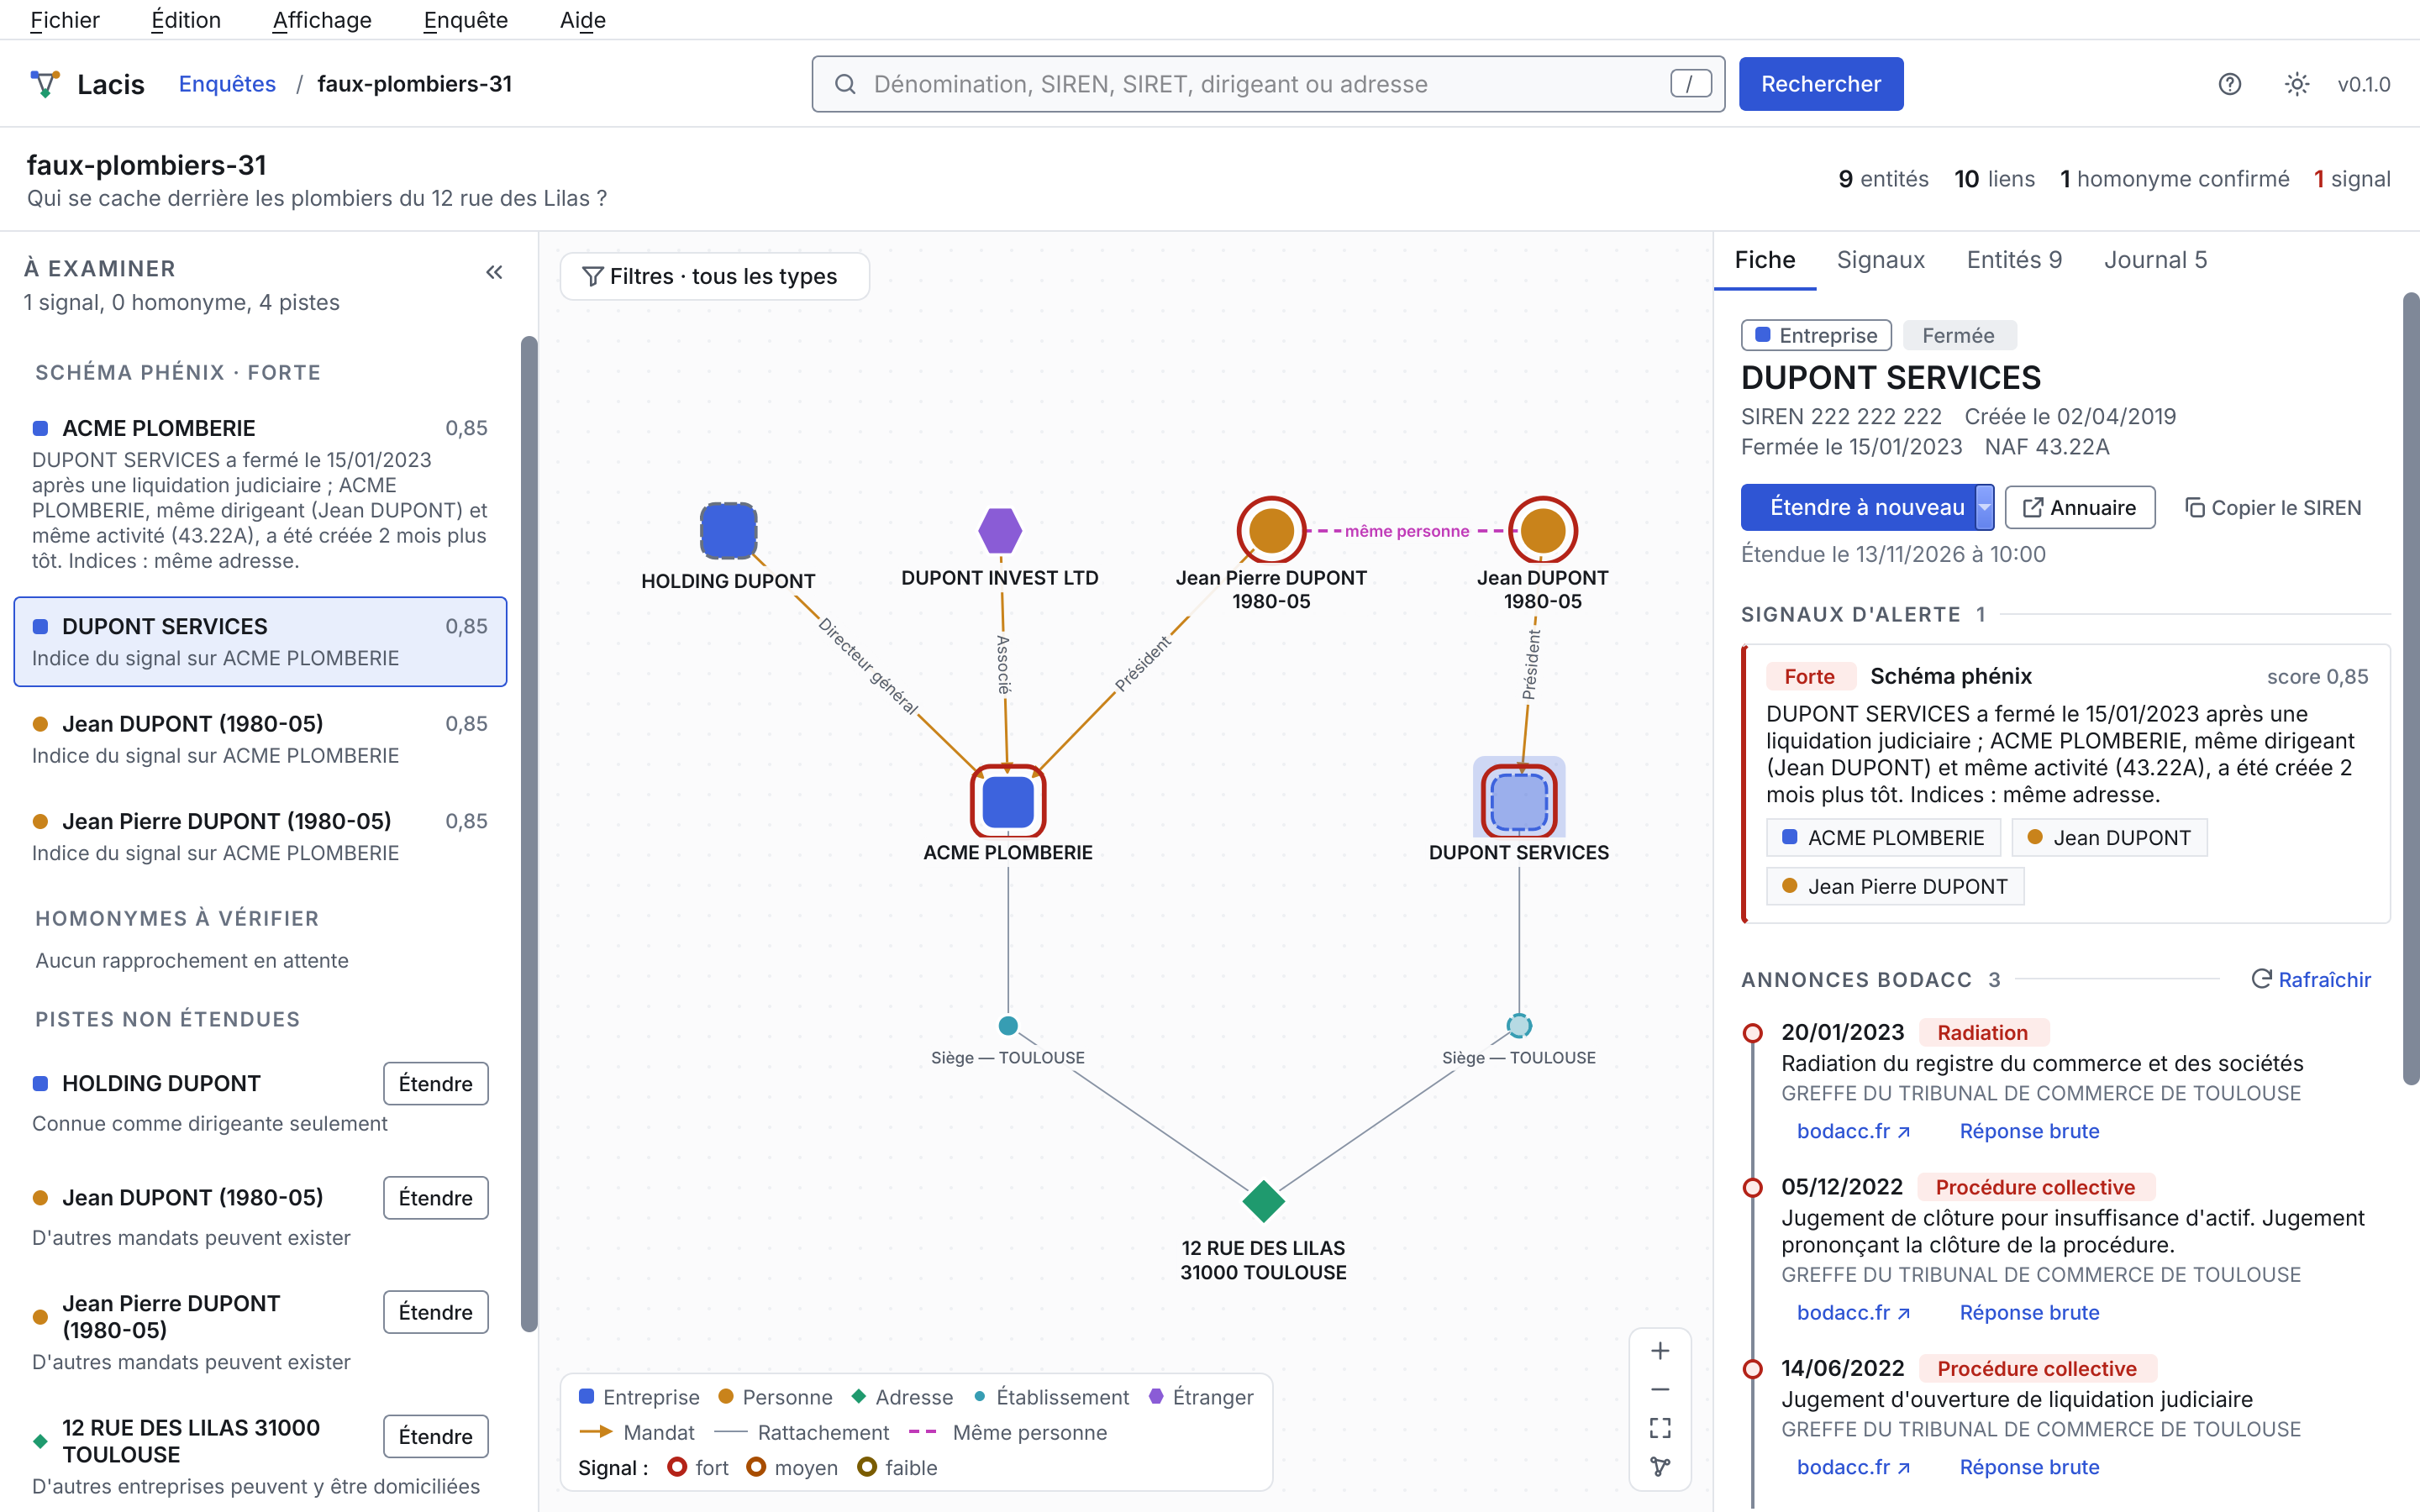 Fichier Édition Affichage Enquête Aide
Lacis Enquêtes / faux-plombiers-31 Dénomination, SIREN, SIRET, dirigeant ou adresse / Rechercher v0.1.0
faux-plombiers-31
Qui se cache derrière les plombiers du 12 rue des Lilas ?
9 entités 10 liens 1 homonyme confirmé 1 signal
À EXAMINER
1 signal, 0 homonyme, 4 pistes
SCHÉMA PHÉNIX · FORTE
ACME PLOMBERIE 0,85
DUPONT SERVICES a fermé le 15/01/2023
après une liquidation judiciaire ; ACME
PLOMBERIE, même dirigeant (Jean DUPONT) et
même activité (43.22A), a été créée 2 mois plus
tôt. Indices : même adresse.
DUPONT SERVICES 0,85
Indice du signal sur ACME PLOMBERIE
Jean DUPONT (1980-05) 0,85
Indice du signal sur ACME PLOMBERIE
Jean Pierre DUPONT (1980-05) 0,85
Indice du signal sur ACME PLOMBERIE
HOMONYMES À VÉRIFIER
Aucun rapprochement en attente
PISTES NON ÉTENDUES
HOLDING DUPONT Étendre
Connue comme dirigeante seulement
Jean DUPONT (1980-05) Étendre
D'autres mandats peuvent exister
Jean Pierre DUPONT
(1980-05)
Étendre
D'autres mandats peuvent exister
12 RUE DES LILAS 31000
TOULOUSE
Étendre
D'autres entreprises peuvent y être domiciliées
Filtres · tous les types
même personne
HOLDING DUPONT
DUPONT INVEST LTD
Jean Pierre DUPONT
1980-05
Jean DUPONT
1980-05
Directeur général
Associé
Président
Président
ACME PLOMBERIE
DUPONT SERVICES
Siège — TOULOUSE
Siège — TOULOUSE
12 RUE DES LILAS
31000 TOULOUSE
Entreprise Personne Adresse Établissement Étranger
Mandat Rattachement Même personne
Signal : fort moyen faible
Fiche Signaux Entités 9 Journal 5
Entreprise Fermée
DUPONT SERVICES
SIREN 222 222 222 Créée le 02/04/2019
Fermée le 15/01/2023 NAF 43.22A
Étendre à nouveau Annuaire Copier le SIREN
Étendue le 13/11/2026 à 10:00
SIGNAUX D'ALERTE 1
Forte Schéma phénix score 0,85
DUPONT SERVICES a fermé le 15/01/2023 après une
liquidation judiciaire ; ACME PLOMBERIE, même dirigeant
(Jean DUPONT) et même activité (43.22A), a été créée 2
mois plus tôt. Indices : même adresse.
ACME PLOMBERIE Jean DUPONT
Jean Pierre DUPONT
ANNONCES BODACC 3 Rafraîchir
20/01/2023 Radiation
Radiation du registre du commerce et des sociétés
GREFFE DU TRIBUNAL DE COMMERCE DE TOULOUSE
bodacc.fr ↗ Réponse brute
05/12/2022 Procédure collective
Jugement de clôture pour insuffisance d'actif. Jugement
prononçant la clôture de la procédure.
GREFFE DU TRIBUNAL DE COMMERCE DE TOULOUSE
bodacc.fr ↗ Réponse brute
14/06/2022 Procédure collective
Jugement d'ouverture de liquidation judiciaire
GREFFE DU TRIBUNAL DE COMMERCE DE TOULOUSE
bodacc.fr ↗ Réponse brute